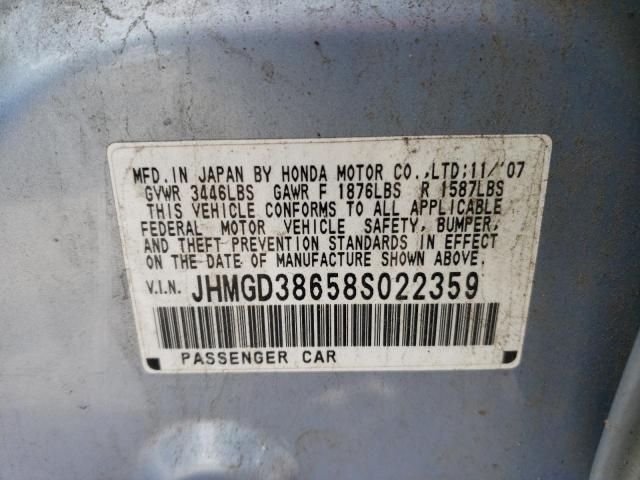 MFD. IN JAPAN BY HONDA MOTOR CO., LTD; 11/'07
GVWR 3446LBS GAWR F 1876LBS R 1587LBS
THIS VEHICLE CONFORMS TO ALL APPLICABLE
FEDERAL MOTOR VEHICLE SAFETY, BUMPER,
AND THEFT PREVENTION STANDARDS IN EFFECT
ON THE DATE OF MANUFACTURE SHOWN ABOVE.
V.I.N. JHMGD38658S022359
PASSENGER CAR